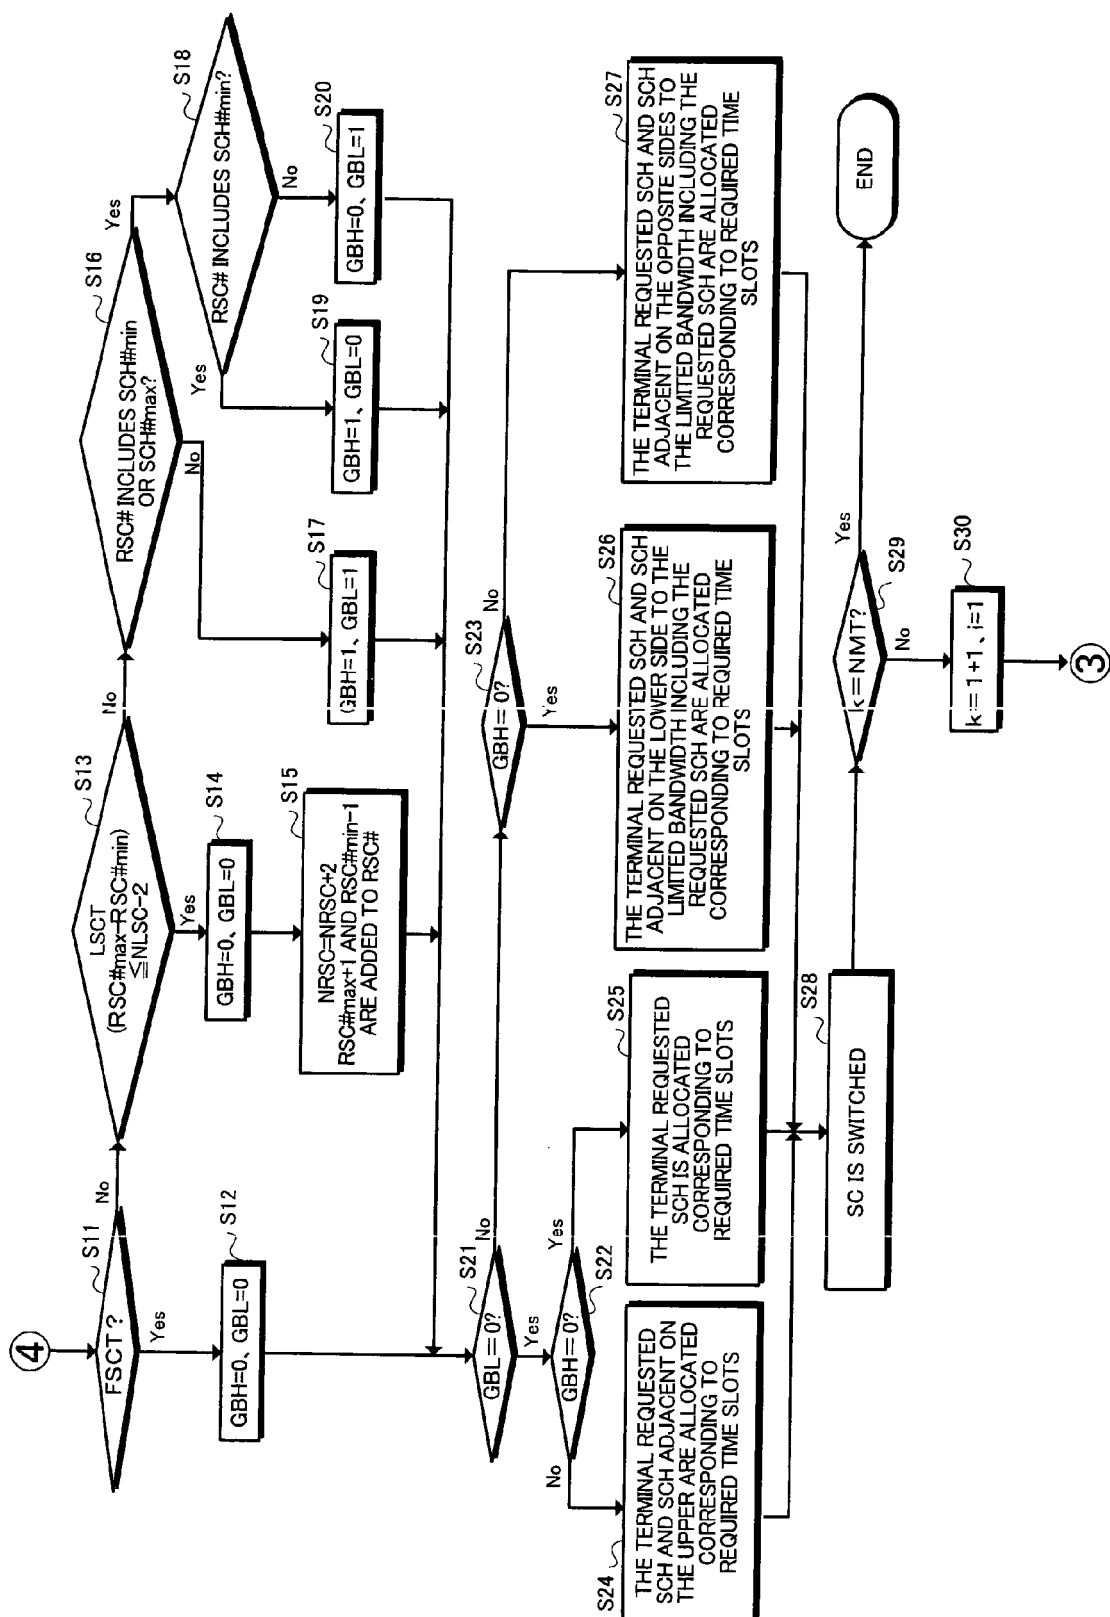 ④
FSCT?
S11
Yes
No
GBH=0、GBL=0
S12
LSCT
(RSC#max-RSC#min)
≦NLSC-2
S13
Yes
No
GBH=0、GBL=0
S14
NRSC=NRSC+2
RSC#max+1 AND RSC#min-1
ARE ADDED TO RSC#
S15
RSC# INCLUDES SCH#min
OR SCH#max?
S16
No
Yes
GBH=1、GBL=1
S17
RSC# INCLUDES SCH#min?
S18
Yes
No
GBH=1、GBL=0
S19
GBH=0、GBL=1
S20
GBL=0?
S21
Yes
No
GBH=0?
S22
No
Yes
GBH=0?
S23
Yes
No
S24
THE TERMINAL REQUESTED
SCH AND SCH ADJACENT ON
THE UPPER ARE ALLOCATED
CORRESPONDING TO
REQUIRED TIME SLOTS
S25
THE TERMINAL REQUESTED
SCH IS ALLOCATED
CORRESPONDING TO
REQUIRED TIME SLOTS
S26
THE TERMINAL REQUESTED SCH AND SCH
ADJACENT ON THE LOWER SIDE TO THE
LIMITED BANDWIDTH INCLUDING THE
REQUESTED SCH ARE ALLOCATED
CORRESPONDING TO REQUIRED TIME
SLOTS
S27
THE TERMINAL REQUESTED SCH AND SCH
ADJACENT ON THE OPPOSITE SIDES TO
THE LIMITED BANDWIDTH INCLUDING THE
REQUESTED SCH ARE ALLOCATED
CORRESPONDING TO REQUIRED TIME
SLOTS
S28
SC IS SWITCHED
k=NMT?
S29
Yes
No
END
k=1+1、i=1
S30
③